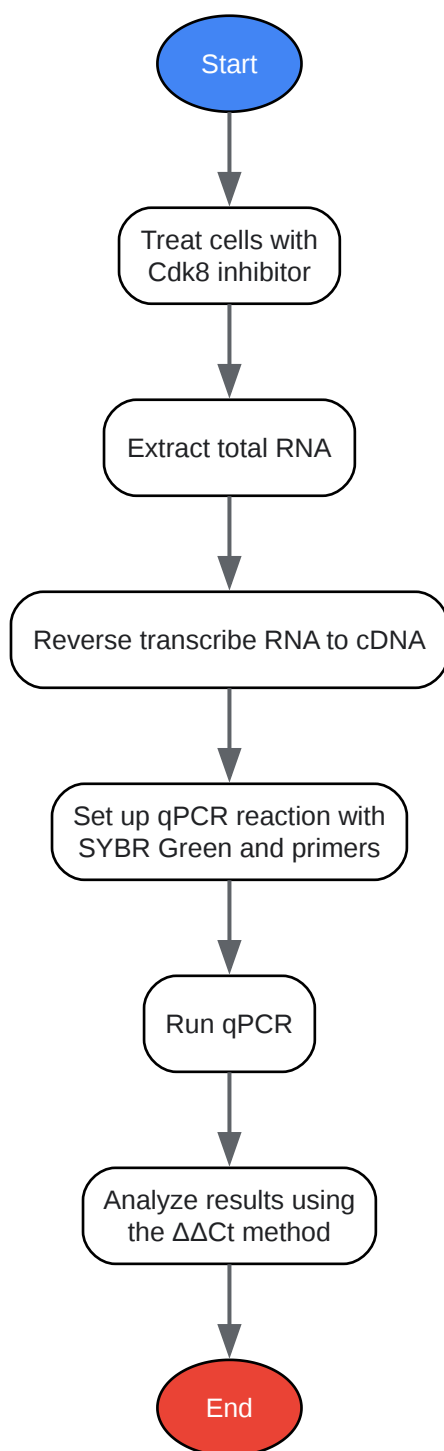 Start
Treat cells with
Cdk8 inhibitor
Extract total RNA
Reverse transcribe RNA to cDNA
Set up qPCR reaction with
SYBR Green and primers
Run qPCR
Analyze results using
the ΔΔCt method
End